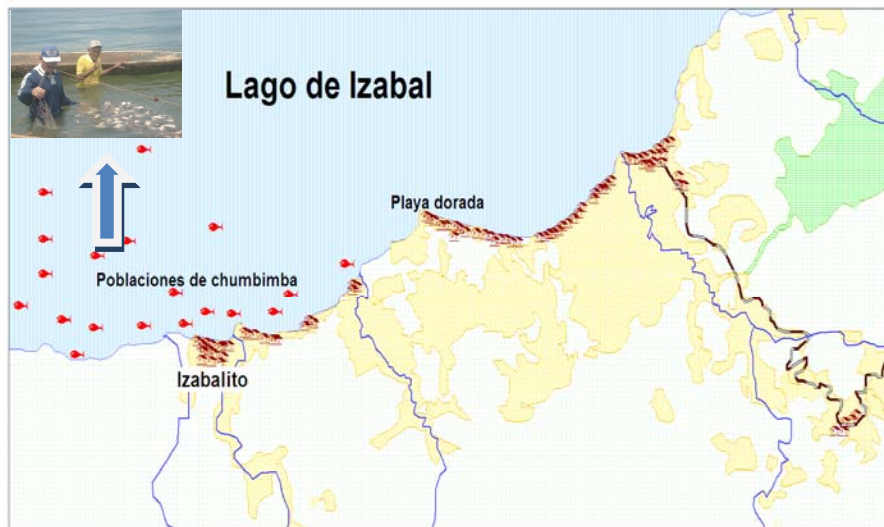 Lago de Izabal
Playa dorada
Poblaciones de chumbimba
Izabalito